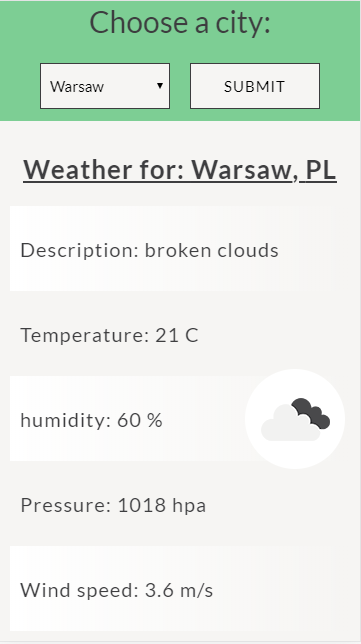 Choose a city:
Warsaw
SUBMIT
Weather for: Warsaw, PL
Description: broken clouds
Temperature: 21 C
humidity: 60 %
Pressure: 1018 hpa
Wind speed: 3.6 m/s